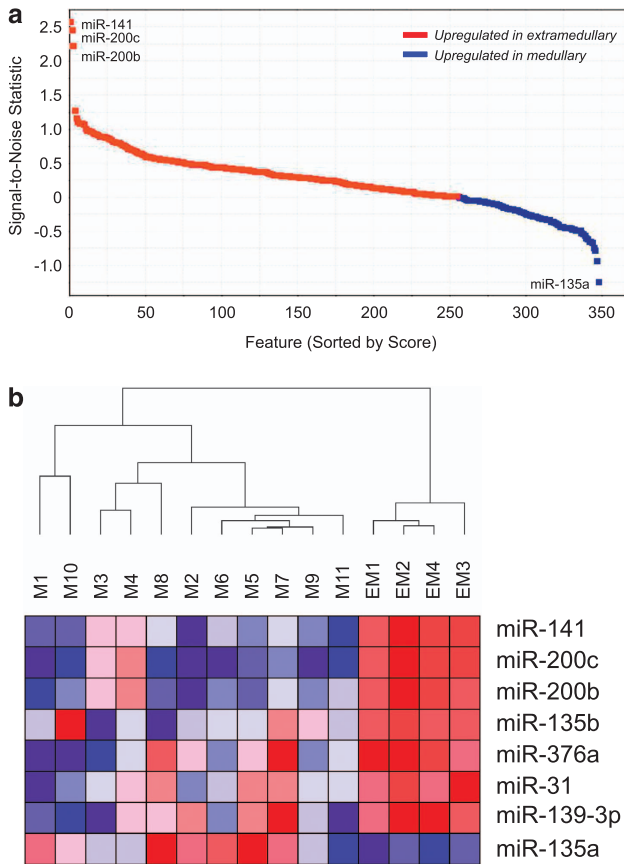 a
Signal-to-Noise Statistic
2.5
2.0
1.5
1.0
0.5
0
-0.5
-1.0
miR-141
miR-200c
miR-200b
Upregulated in extramedullary
Upregulated in medullary
miR-135a
0 50 100 150 200 250 300 350
Feature (Sorted by Score)
b
M1 M10 M3 M4 M8 M2 M6 M5 M7 M9 M11 EM1 EM2 EM4 EM3
miR-141
miR-200c
miR-200b
miR-135b
miR-376a
miR-31
miR-139-3p
miR-135a